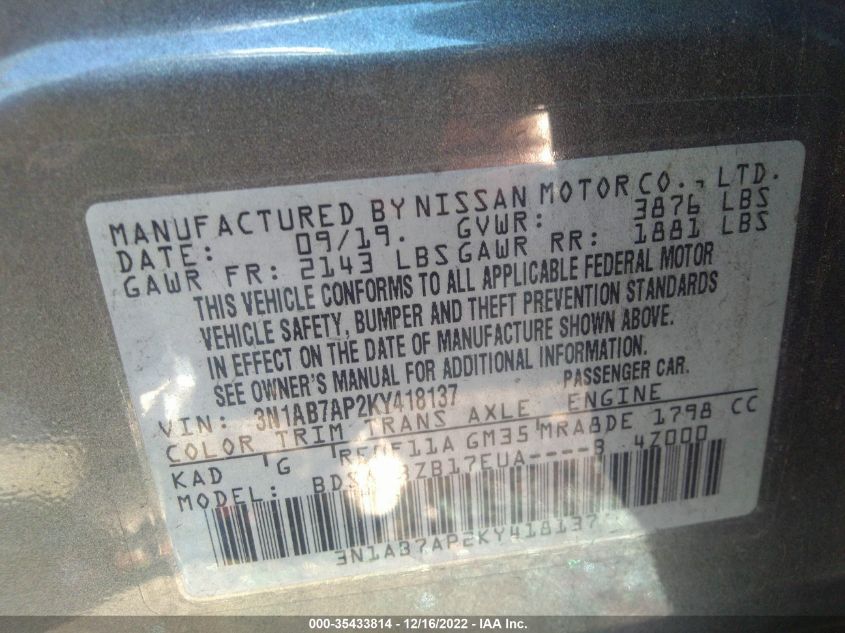 MANUFACTURED BY NISSAN MOTOR CO., LTD.
DATE: 09/19. GVWR: 3876 LBS
GAWR FR: 2143 LBS GAWR RR: 1881 LBS
THIS VEHICLE CONFORMS TO ALL APPLICABLE FEDERAL MOTOR
VEHICLE SAFETY, BUMPER AND THEFT PREVENTION STANDARDS
IN EFFECT ON THE DATE OF MANUFACTURE SHOWN ABOVE.
SEE OWNER'S MANUAL FOR ADDITIONAL INFORMATION.
VIN: 3N1AB7AP2KY418137 PASSENGER CAR.
COLOR TRIM TRANS AXLE ENGINE
KAD G GM35 MRA8DE 1798 CC
MODEL: 4Z000
3N1AB7AP2KY418137
000-35433814 - 12/16/2022 - IAA Inc.